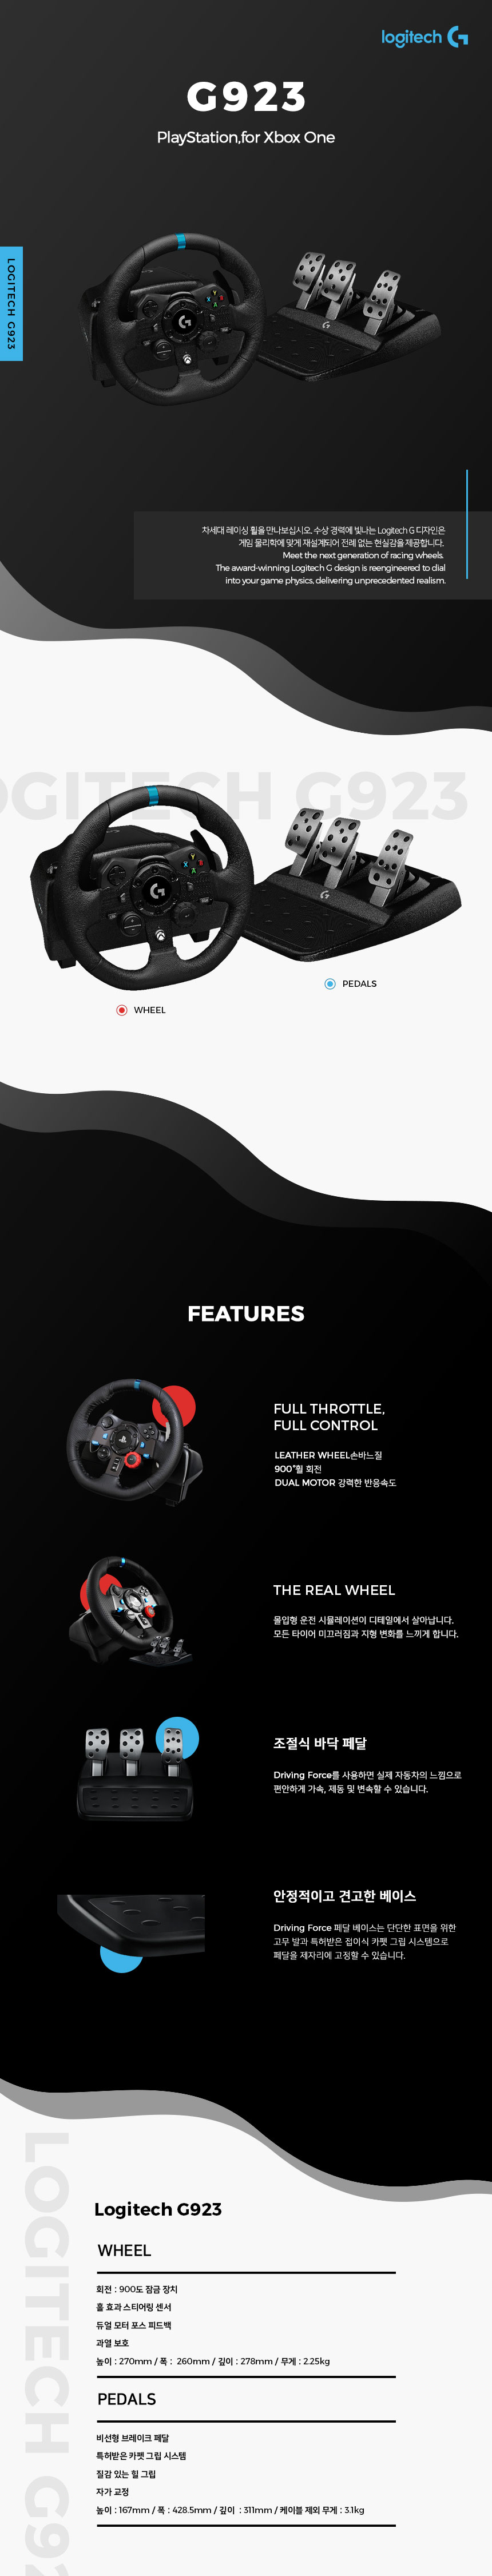 logitech G
G923
PlayStation,for Xbox One
LOGITECH G923
차세대 레이싱 휠을 만나보십시오. 수상 경력에 빛나는 Logitech G 디자인은
게임 물리학에 맞게 재설계되어 전례 없는 현실감을 제공합니다.
Meet the next generation of racing wheels.
The award-winning Logitech G design is reengineered to dial
into your game physics, delivering unprecedented realism.
OGITECH G923
WHEEL
PEDALS
FEATURES
FULL THROTTLE,
FULL CONTROL
LEATHER WHEEL손바느질
900°휠 회전
DUAL MOTOR 강력한 반응속도
THE REAL WHEEL
몰입형 운전 시뮬레이션이 디테일에서 살아납니다.
모든 타이어 미끄러짐과 지형 변화를 느끼게 합니다.
조절식 바닥 페달
Driving Force를 사용하면 실제 자동차의 느낌으로
편안하게 가속, 제동 및 변속할 수 있습니다.
안정적이고 견고한 베이스
Driving Force 페달 베이스는 단단한 표면을 위한
고무 발과 특허받은 접이식 카펫 그립 시스템으로
페달을 제자리에 고정할 수 있습니다.
LOGITECH G92
Logitech G923
WHEEL
회전 : 900도 잠금 장치
홀 효과 스티어링 센서
듀얼 모터 포스 피드백
과열 보호
높이 : 270mm / 폭 : 260mm / 깊이 : 278mm / 무게 : 2.25kg
PEDALS
비선형 브레이크 페달
특허받은 카펫 그립 시스템
질감 있는 힐 그립
자가 교정
높이 : 167mm / 폭 : 428.5mm / 깊이 : 311mm / 케이블 제외 무게 : 3.1kg